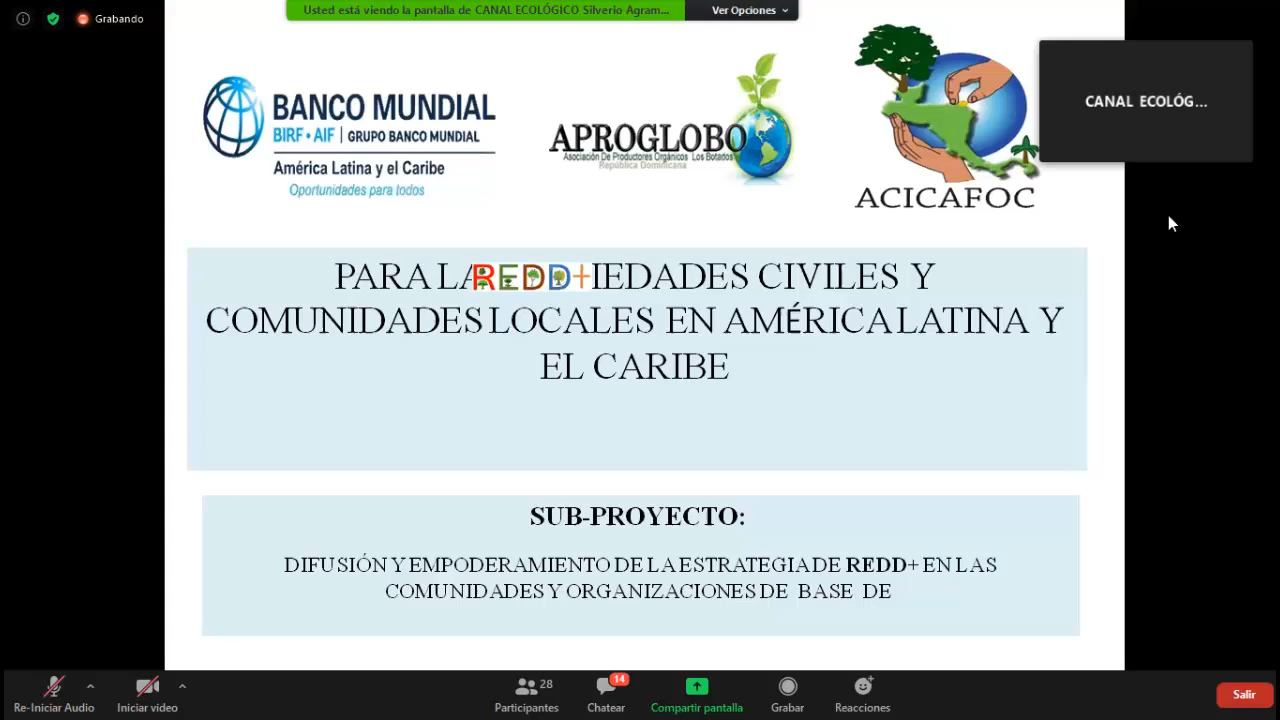 Grabando
Usted está viendo la pantalla de CANAL ECOLÓGICO Silverio Agram...
Ver Opciones
BANCO MUNDIAL
BIRF • AIF | GRUPO BANCO MUNDIAL
América Latina y el Caribe
Oportunidades para todos
APROGLOBO
Asociación De Productores Orgánicos Los Botados
República Dominicana
ACICAFOC
CANAL ECOLÓG...
PARA LA REDD+ IEDADES CIVILES Y
COMUNIDADES LOCALES EN AMÉRICA LATINA Y
EL CARIBE
SUB-PROYECTO:
DIFUSIÓN Y EMPODERAMIENTO DE LA ESTRATEGIA DE REDD+ EN LAS
COMUNIDADES Y ORGANIZACIONES DE BASE DE
Re-Iniciar Audio
Iniciar video
28
Participantes
14
Chatear
Compartir pantalla
Grabar
Reacciones
Salir